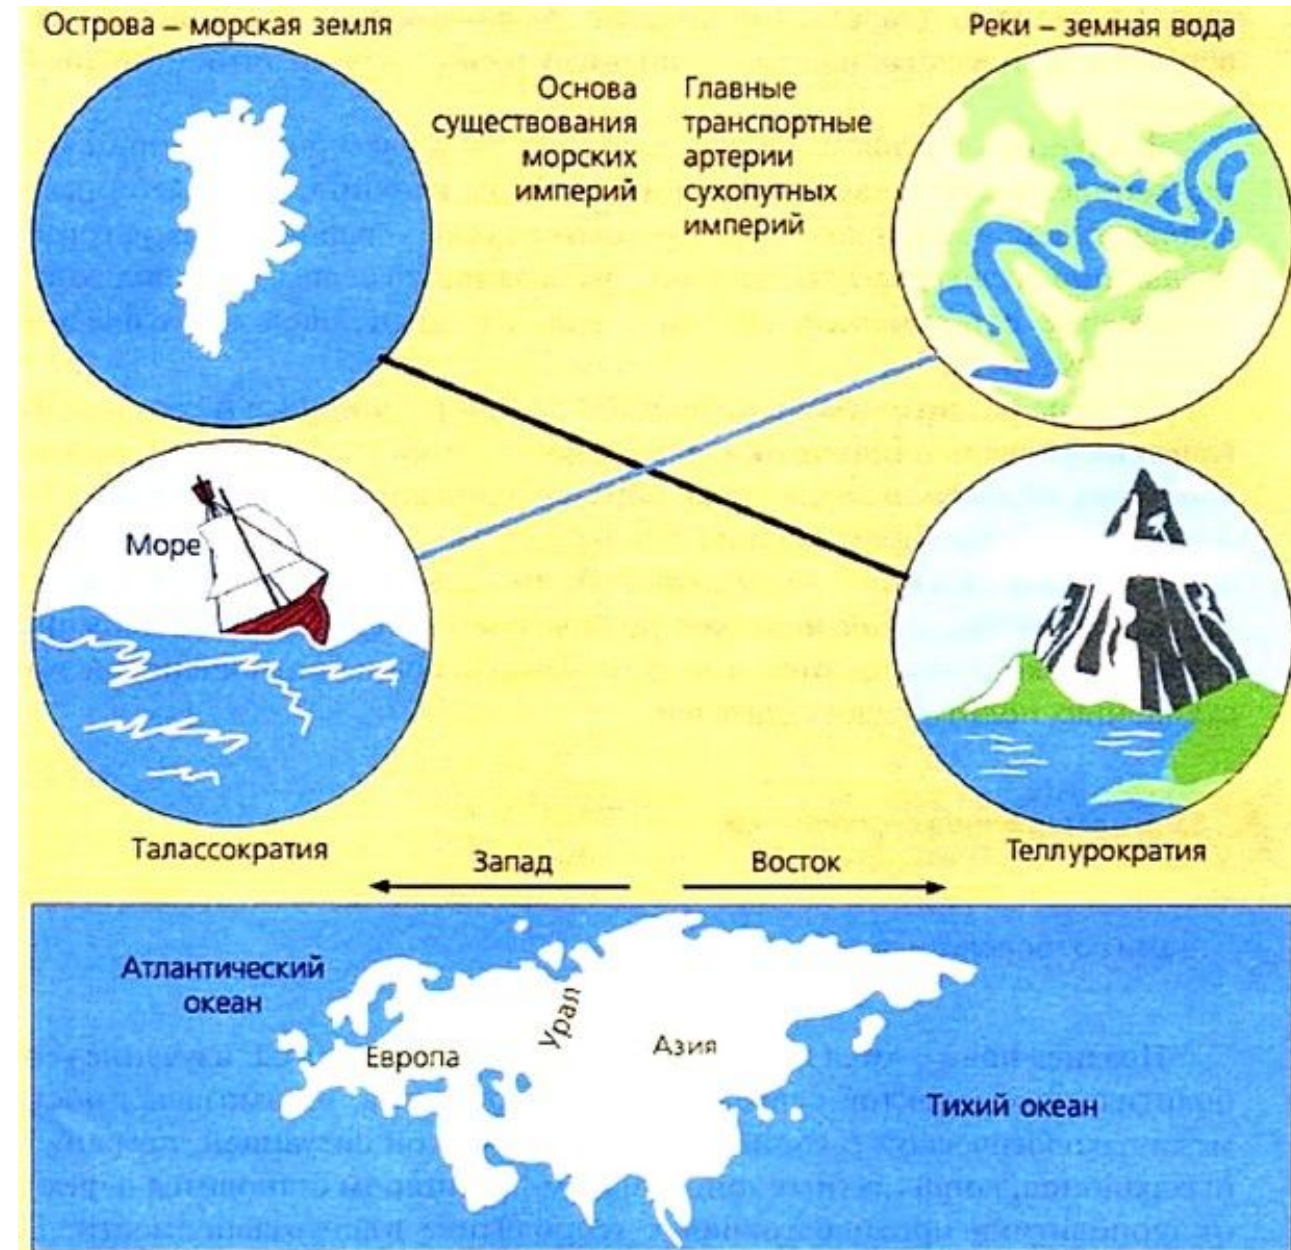 Острова – морская земля
Реки – земная вода
Основа
существования
морских
империй
Главные
транспортные
артерии
сухопутных
империй
Море
Талассократия
Запад
Восток
Теллурократия
Атлантический
океан
Европа
Урал
Азия
Тихий океан